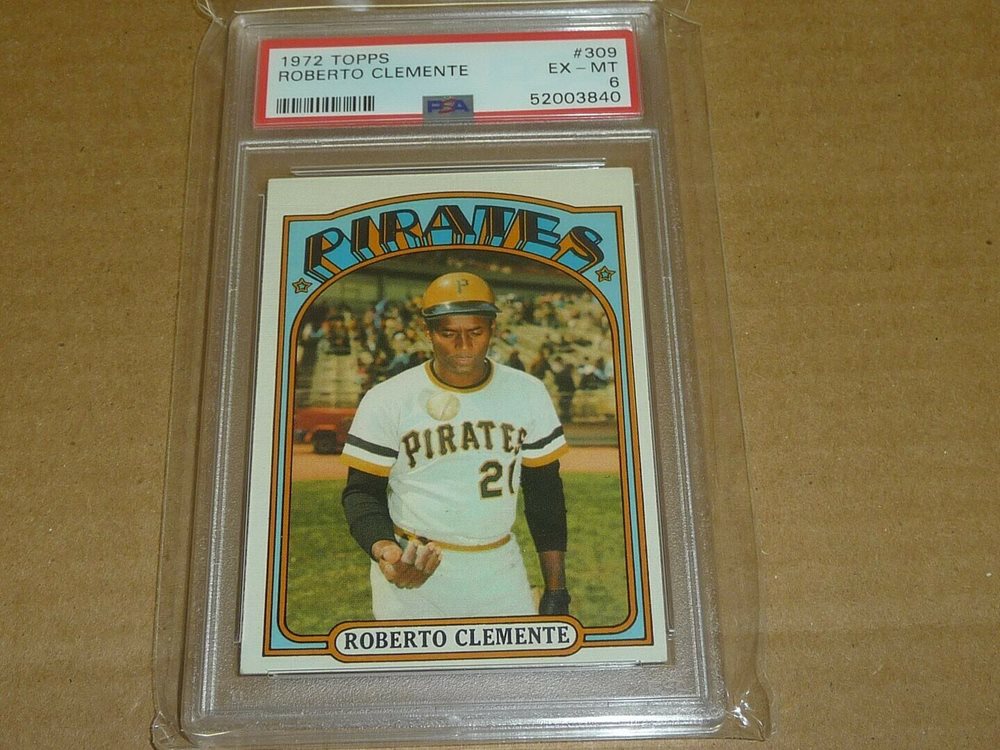 1972 TOPPS #309
ROBERTO CLEMENTE EX - MT
6
PSA 52003840
PIRATES
P
PIRATES
21
ROBERTO CLEMENTE